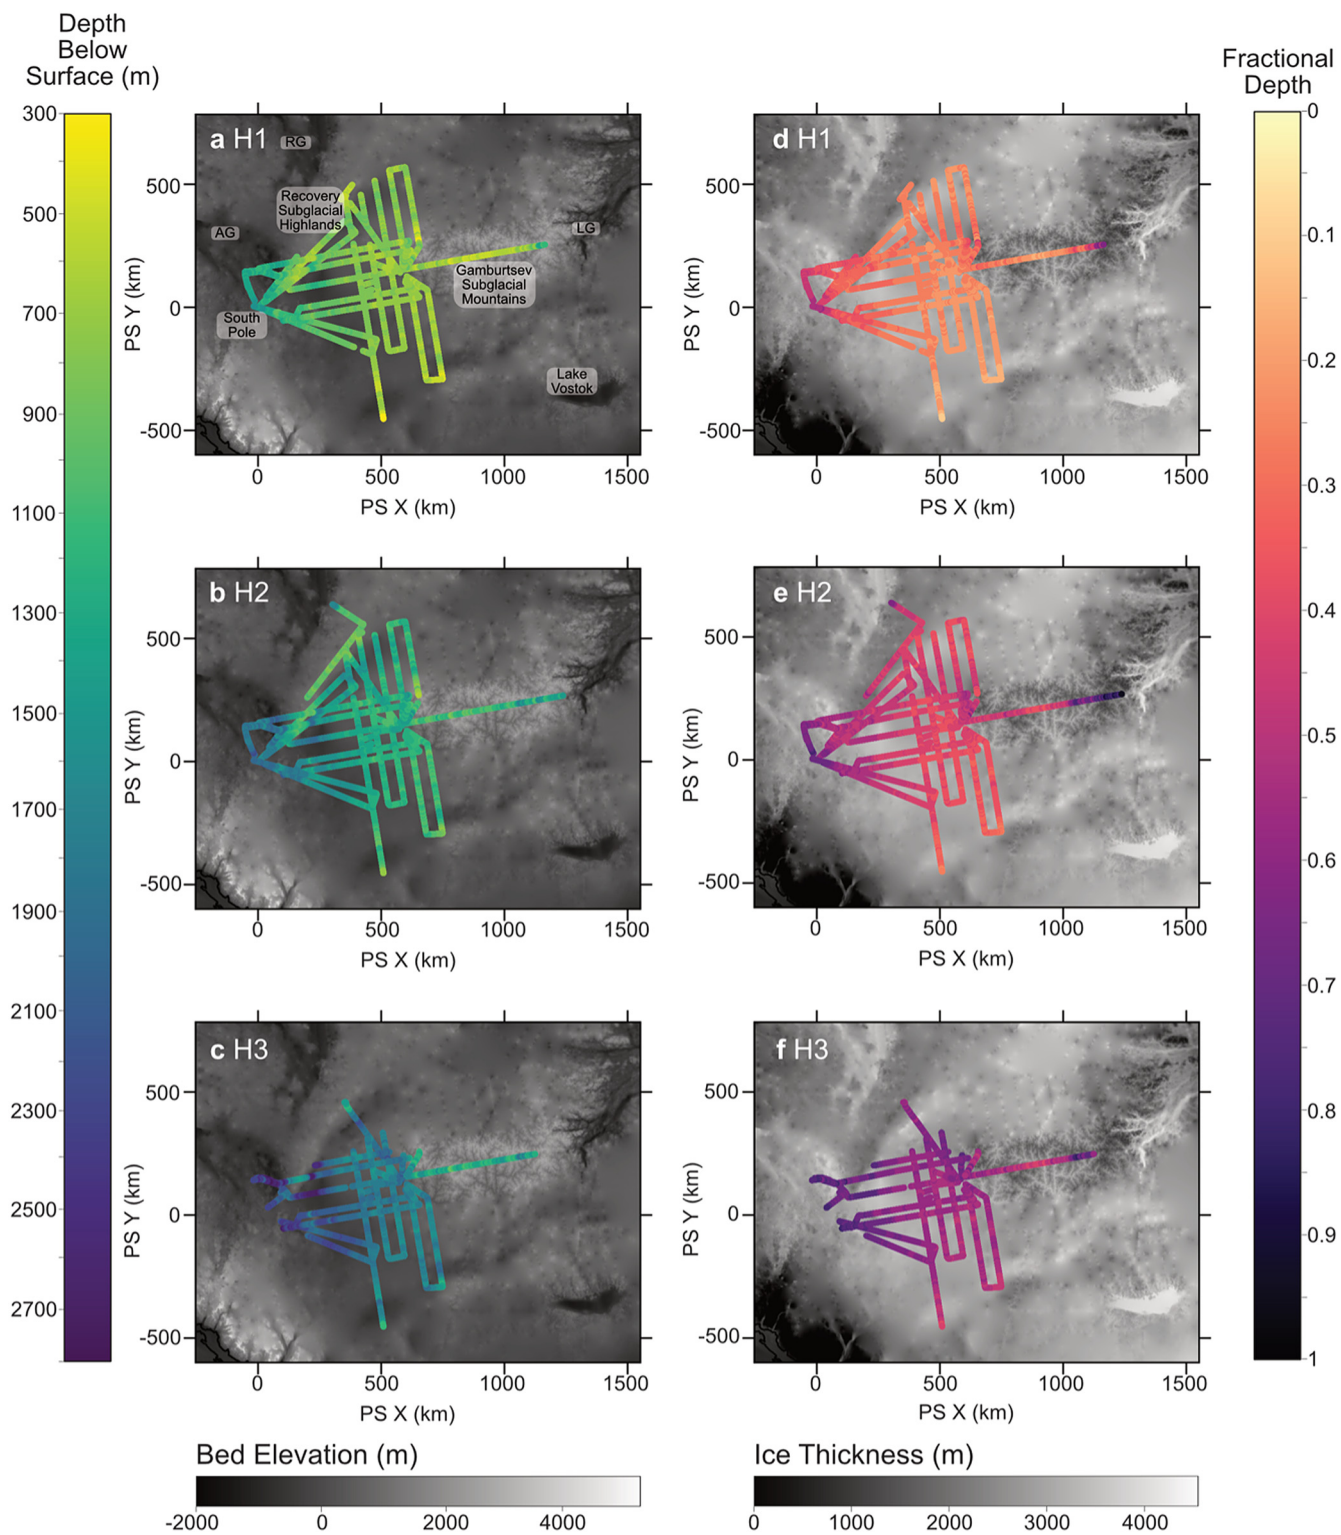 Depth
Below
Surface (m)
300
500
700
900
1100
1300
1500
1700
1900
2100
2300
2500
2700
a H1
RG
Recovery
Subglacial
Highlands
AG
LG
Gamburtsev
Subglacial
Mountains
South
Pole
Lake
Vostok
500
0
-500
PS Y (km)
0 500 1000 1500
PS X (km)
d H1
500
0
-500
PS Y (km)
0 500 1000 1500
PS X (km)
b H2
500
0
-500
PS Y (km)
0 500 1000 1500
PS X (km)
e H2
500
0
-500
PS Y (km)
0 500 1000 1500
PS X (km)
c H3
500
0
-500
PS Y (km)
0 500 1000 1500
PS X (km)
f H3
500
0
-500
PS Y (km)
0 500 1000 1500
PS X (km)
Fractional
Depth
0
0.1
0.2
0.3
0.4
0.5
0.6
0.7
0.8
0.9
1
Bed Elevation (m)
-2000 0 2000 4000
Ice Thickness (m)
0 1000 2000 3000 4000